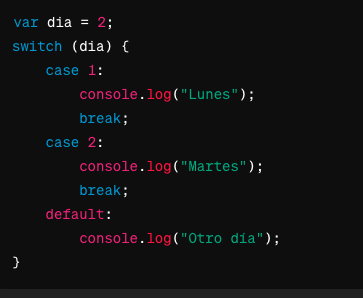 var dia = 2;
switch (dia) {
    case 1:
        console.log("Lunes");
        break;
    case 2:
        console.log("Martes");
        break;
    default:
        console.log("Otro día");
}